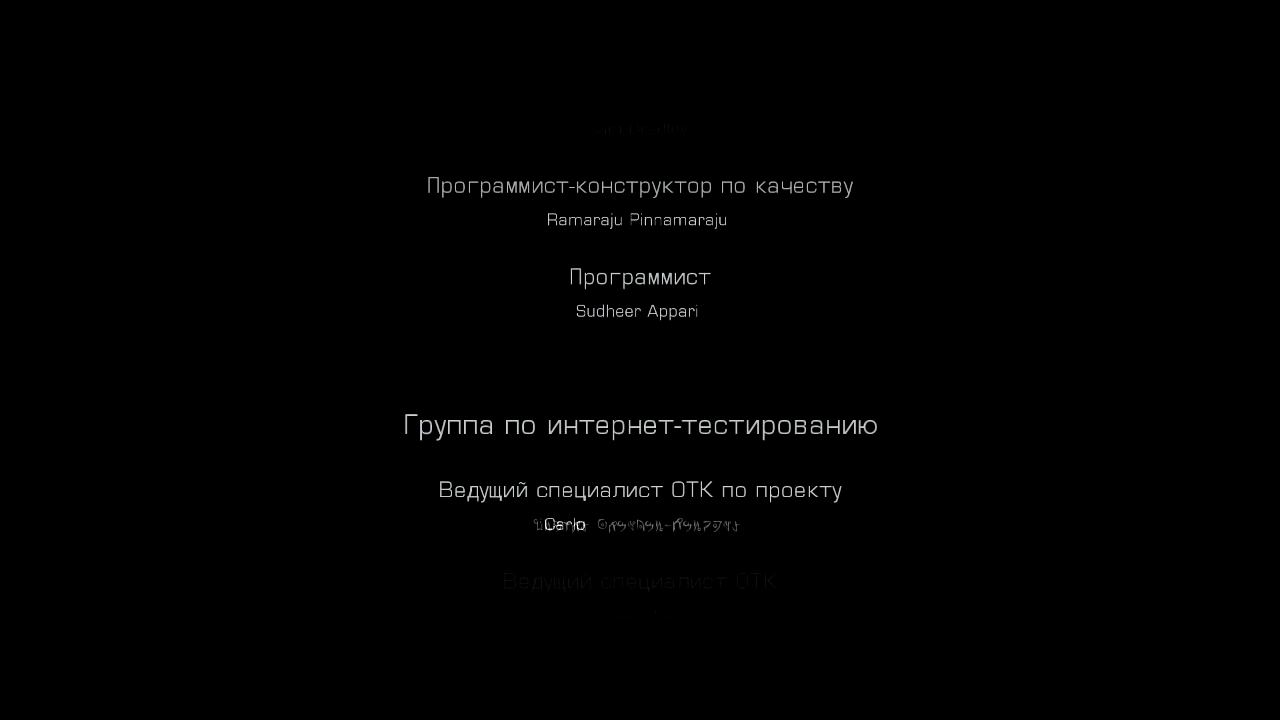 Программист-конструктор по качеству
Ramaraju Pinnamaraju
Программист
Sudheer Appari
Группа по интернет-тестированию
Ведущий специалист ОТК по проекту
Carlo
Ведущий специалист ОТК